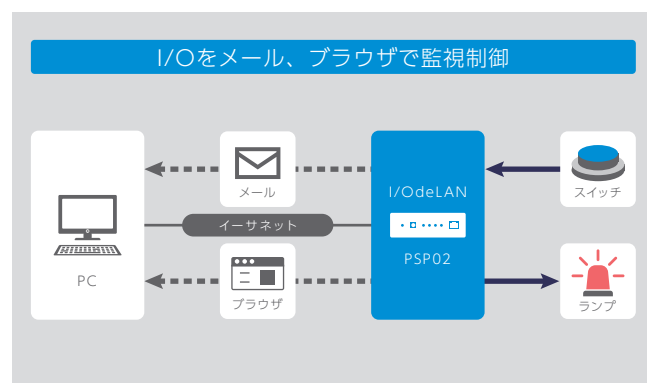 I/Oをメール、ブラウザで監視制御
メール
スイッチ
I/OdeLAN
イーサネット
PSP02
PC
ブラウザ
ランプ